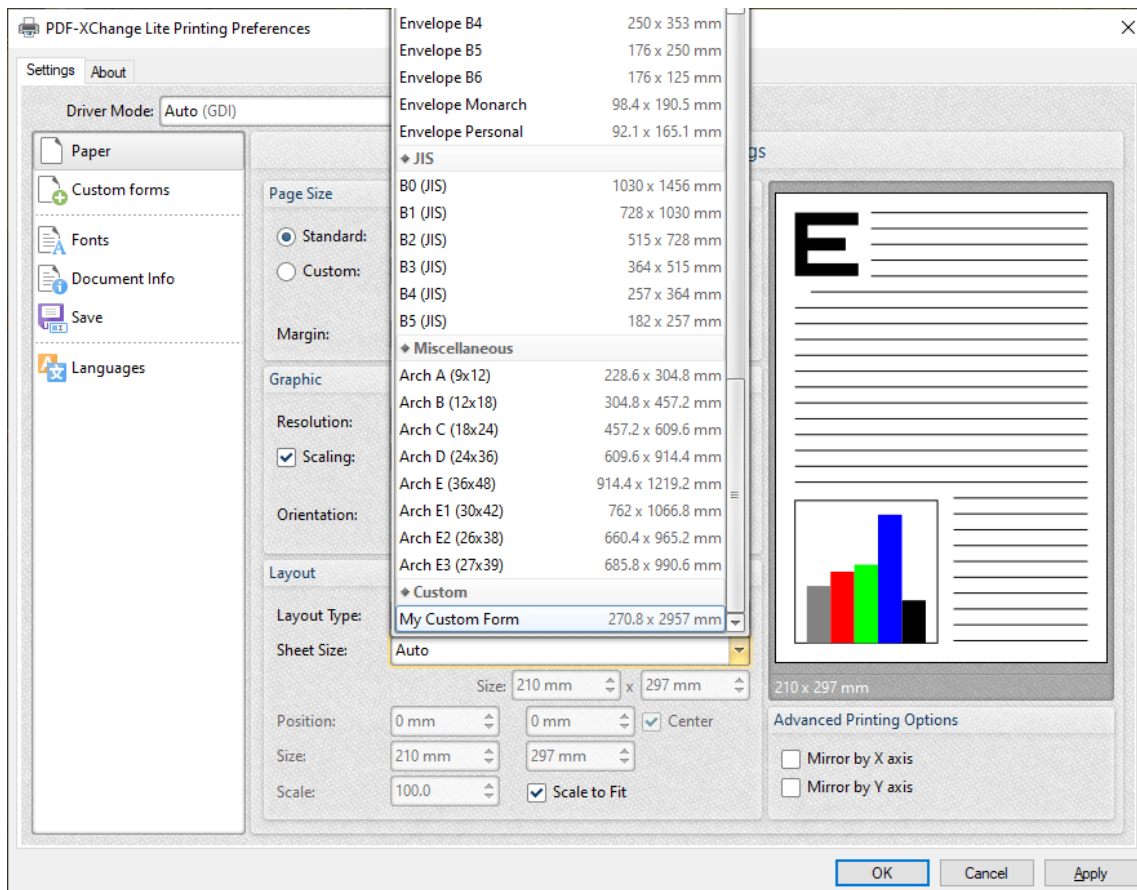 PDF-XChange Lite Printing Preferences
Settings About
Driver Mode: Auto (GDI)
Paper
Custom forms
Fonts
Document Info
Save
Languages
gs
Page Size
Standard:
Custom:
Margin:
Graphic
Resolution:
Scaling:
Orientation:
Layout
Layout Type:
Sheet Size: Auto
Envelope B4 250 x 353 mm
Envelope B5 176 x 250 mm
Envelope B6 176 x 125 mm
Envelope Monarch 98.4 x 190.5 mm
Envelope Personal 92.1 x 165.1 mm
JIS
B0 (JIS) 1030 x 1456 mm
B1 (JIS) 728 x 1030 mm
B2 (JIS) 515 x 728 mm
B3 (JIS) 364 x 515 mm
B4 (JIS) 257 x 364 mm
B5 (JIS) 182 x 257 mm
Miscellaneous
Arch A (9x12) 228.6 x 304.8 mm
Arch B (12x18) 304.8 x 457.2 mm
Arch C (18x24) 457.2 x 609.6 mm
Arch D (24x36) 609.6 x 914.4 mm
Arch E (36x48) 914.4 x 1219.2 mm
Arch E1 (30x42) 762 x 1066.8 mm
Arch E2 (26x38) 660.4 x 965.2 mm
Arch E3 (27x39) 685.8 x 990.6 mm
Custom
My Custom Form 270.8 x 2957 mm
Size: 210 mm x 297 mm
Position: 0 mm 0 mm Center
Size: 210 mm 297 mm
Scale: 100.0 Scale to Fit
E
210 x 297 mm
Advanced Printing Options
Mirror by X axis
Mirror by Y axis
OK Cancel Apply